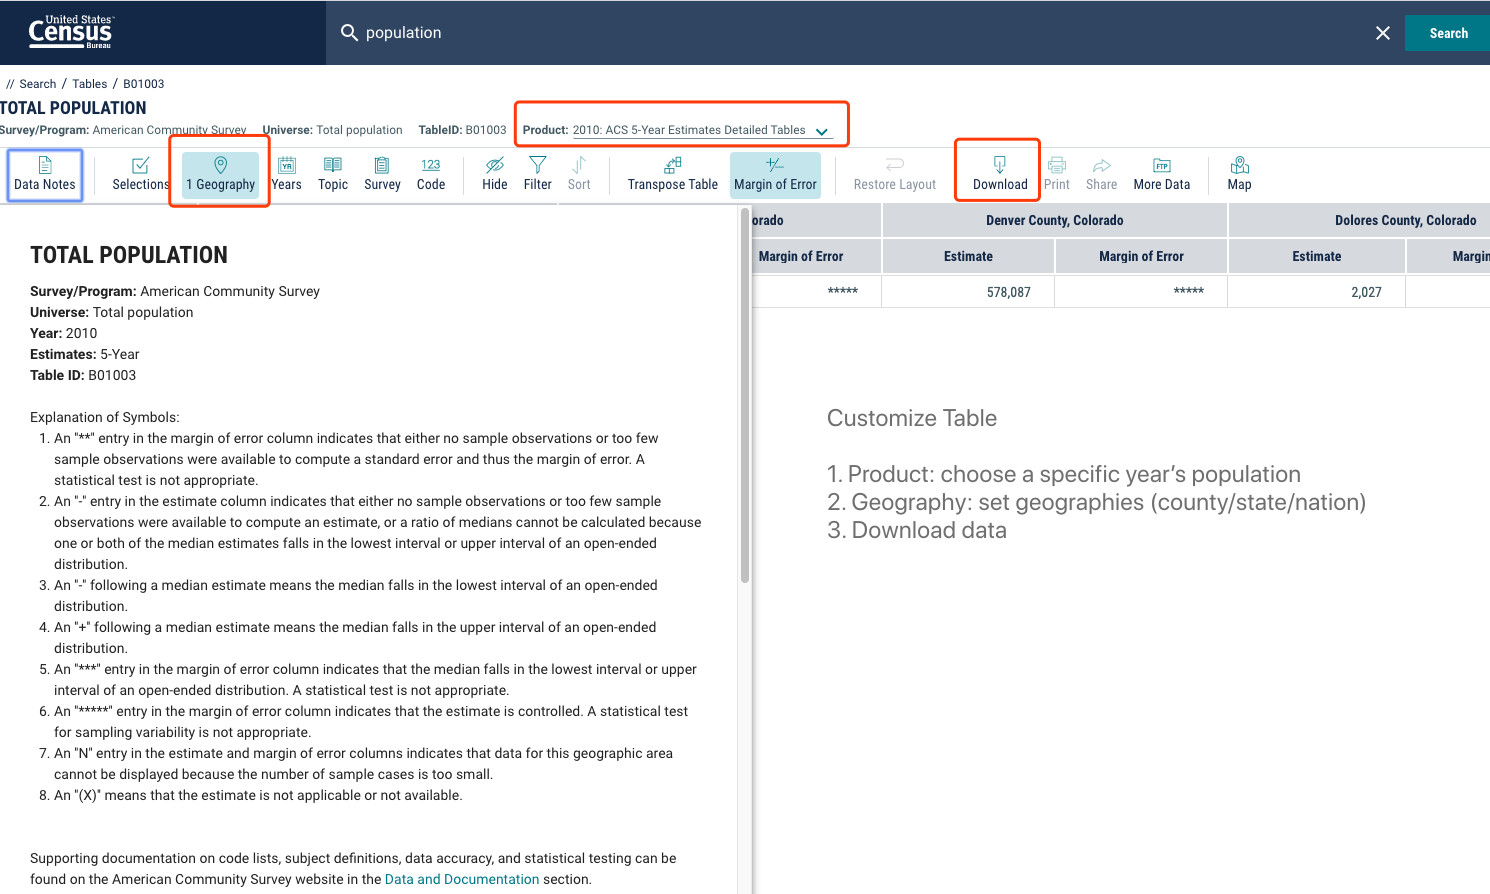 United States™
Census
Bureau
population
Search
// Search / Tables / B01003
TOTAL POPULATION
Survey/Program: American Community Survey Universe: Total population TableID: B01003 Product: 2010: ACS 5-Year Estimates Detailed Tables
Data Notes Selections 1 Geography Years Topic Survey Code Hide Filter Sort Transpose Table Margin of Error Restore Layout Download Print Share More Data Map
YR 123 FTP
orado Denver County, Colorado Dolores County, Colorado
Margin of Error Estimate Margin of Error Estimate Margin
***** 578,087 ***** 2,027
TOTAL POPULATION
Survey/Program: American Community Survey
Universe: Total population
Year: 2010
Estimates: 5-Year
Table ID: B01003
Explanation of Symbols:
1. An "**" entry in the margin of error column indicates that either no sample observations or too few
sample observations were available to compute a standard error and thus the margin of error. A
statistical test is not appropriate.
2. An "-" entry in the estimate column indicates that either no sample observations or too few sample
observations were available to compute an estimate, or a ratio of medians cannot be calculated because
one or both of the median estimates falls in the lowest interval or upper interval of an open-ended
distribution.
3. An "-" following a median estimate means the median falls in the lowest interval of an open-ended
distribution.
4. An "+" following a median estimate means the median falls in the upper interval of an open-ended
distribution.
5. An "***" entry in the margin of error column indicates that the median falls in the lowest interval or upper
interval of an open-ended distribution. A statistical test is not appropriate.
6. An "*****" entry in the margin of error column indicates that the estimate is controlled. A statistical test
for sampling variability is not appropriate.
7. An "N" entry in the estimate and margin of error columns indicates that data for this geographic area
cannot be displayed because the number of sample cases is too small.
8. An "(X)" means that the estimate is not applicable or not available.
Supporting documentation on code lists, subject definitions, data accuracy, and statistical testing can be
found on the American Community Survey website in the Data and Documentation section.
Customize Table
1. Product: choose a specific year's population
2. Geography: set geographies (county/state/nation)
3. Download data